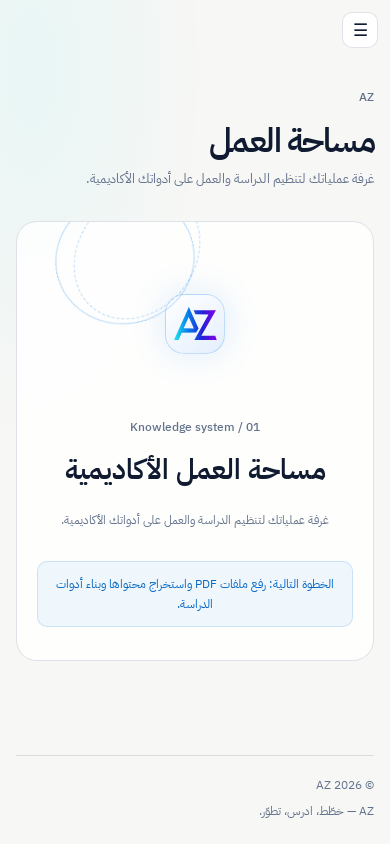 ☰
AZ
مساحة العمل
غرفة عملياتك لتنظيم الدراسة والعمل على أدواتك الأكاديمية.
AZ
Knowledge system / 01
مساحة العمل الأكاديمية
غرفة عملياتك لتنظيم الدراسة والعمل على أدواتك الأكاديمية.
الخطوة التالية: رفع ملفات PDF واستخراج محتواها وبناء أدوات
الدراسة.
© 2026 AZ
AZ — خطّط، ادرس، تطوّر.